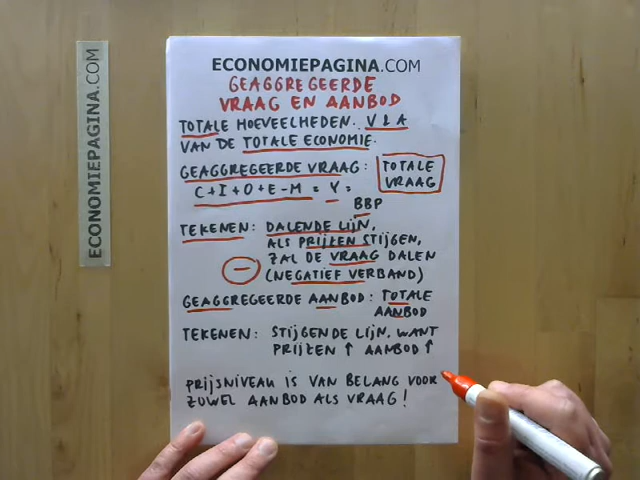 ECONOMIEPAGINA.COM
ECONOMIEPAGINA.COM
GEAGGREGEERDE
VRAAG EN AANBOD
TOTALE HOEVEELHEDEN. V & A
VAN DE TOTALE ECONOMIE.
GEAGGREGEERDE VRAAG:
C+I+O+E-M = Y =
BBP
TOTALE
VRAAG
TEKENEN: DALENDE LIJN,
ALS PRIJZEN STIJGEN,
ZAL DE VRAAG DALEN
- (NEGATIEF VERBAND)
GEAGGREGEERDE AANBOD: TOTALE
AANBOD
TEKENEN: STIJGENDE LIJN, WANT
PRIJZEN ↑ AANBOD ↑
PRIJSNIVEAU IS VAN BELANG VOOR
ZOWEL AANBOD ALS VRAAG!